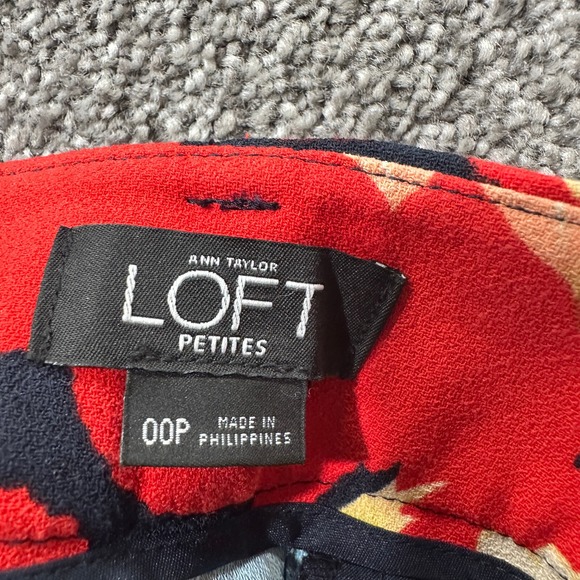 ANN TAYLOR
LOFT
PETITES
00P
MADE IN
PHILIPPINES